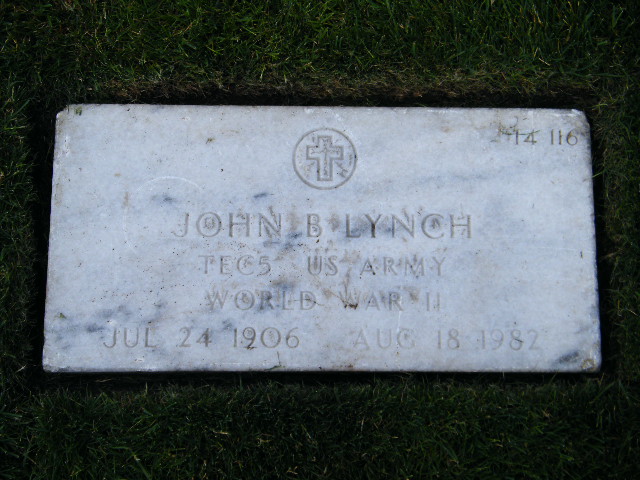 14 116
JOHN B LYNCH
TEC5 US ARMY
WORLD WAR II
JUL 24 1906 AUG 18 1982